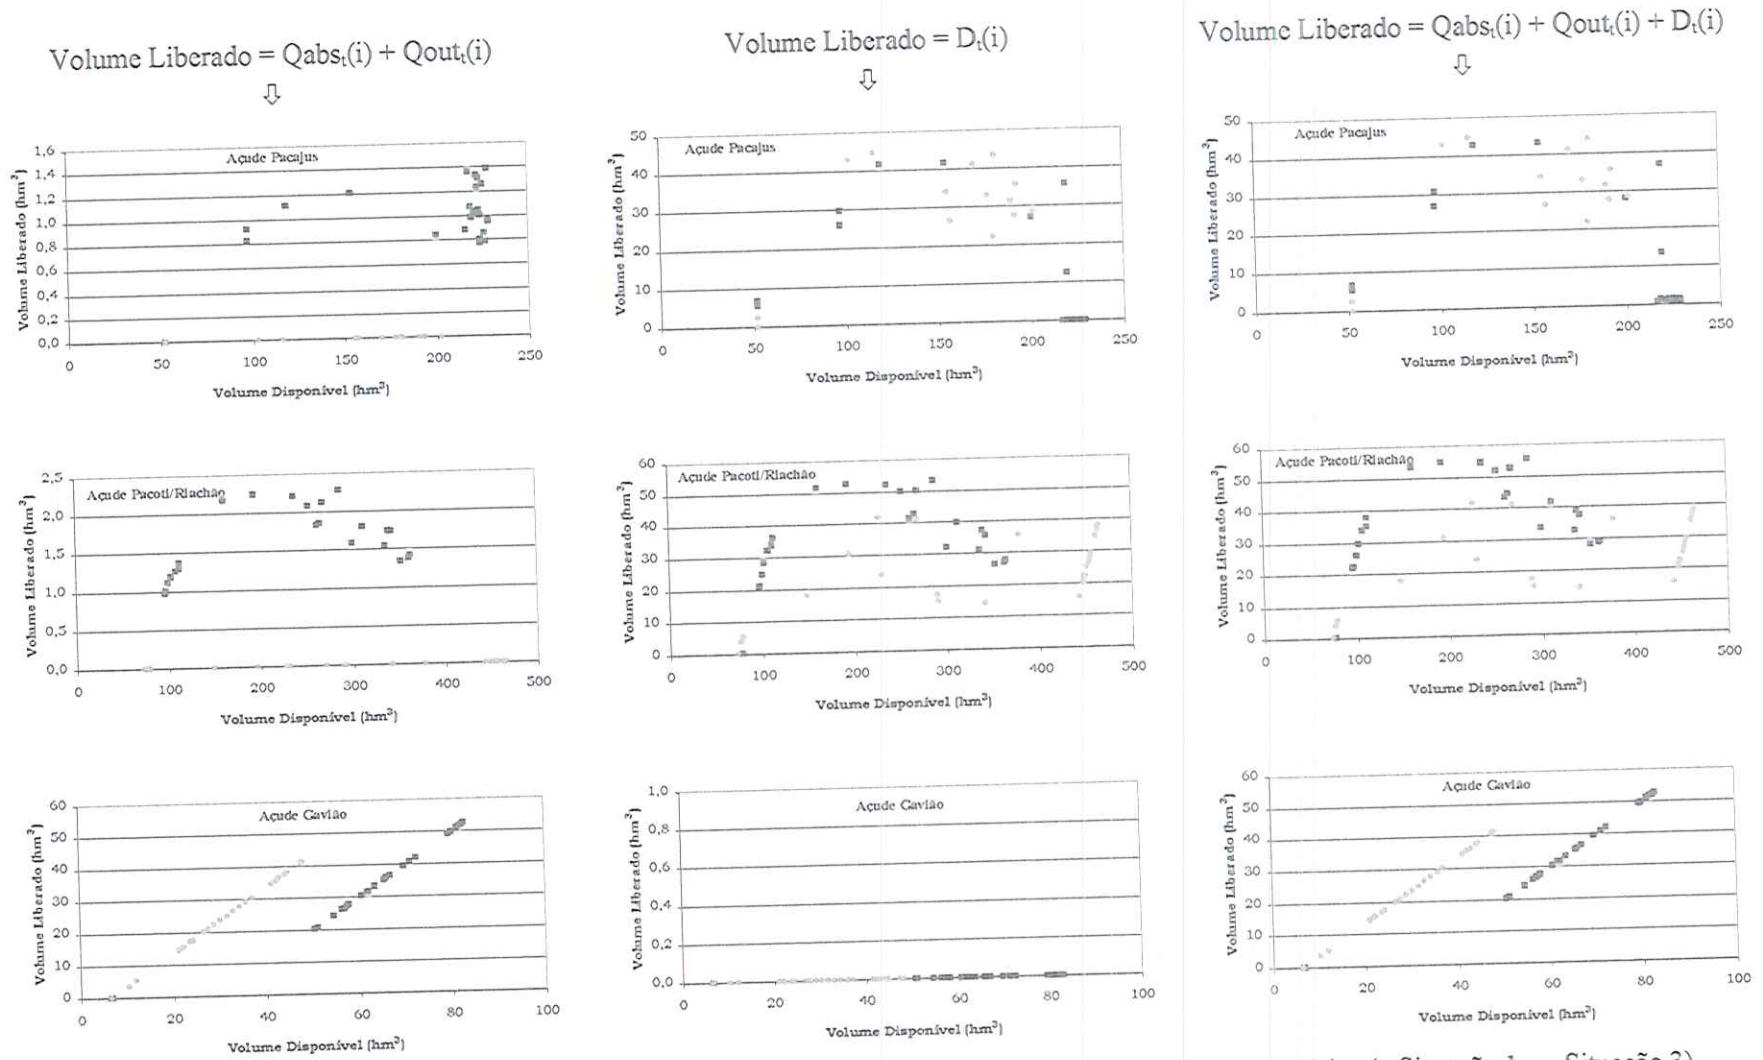 Volume Liberado = Qabsₜ(i) + Qoutₜ(i)
⇩
Volume Liberado = Dₜ(i)
⇩
Volume Liberado = Qabsₜ(i) + Qoutₜ(i) + Dₜ(i)
⇩
Açude Pacajus
Volume Liberado (hm³)
1,6
1,4
1,2
1,0
0,8
0,6
0,4
0,2
0,0
0 50 100 150 200 250
Volume Disponível (hm³)
Açude Pacajus
Volume Liberado (hm³)
50
40
30
20
10
0
0 50 100 150 200 250
Volume Disponível (hm³)
Açude Pacajus
Volume Liberado (hm³)
50
40
30
20
10
0
0 50 100 150 200 250
Volume Disponível (hm³)
Açude Pacoti/Riachão
Volume Liberado (hm³)
2,5
2,0
1,5
1,0
0,5
0,0
0 100 200 300 400 500
Volume Disponível (hm³)
Açude Pacoti/Riachão
Volume Liberado (hm³)
60
50
40
30
20
10
0
0 100 200 300 400 500
Volume Disponível (hm³)
Açude Pacoti/Riachão
Volume Liberado (hm³)
60
50
40
30
20
10
0
0 100 200 300 400 500
Volume Disponível (hm³)
Açude Gavião
Volume Liberado (hm³)
60
50
40
30
20
10
0
0 20 40 60 80 100
Volume Disponível (hm³)
Açude Gavião
Volume Liberado (hm³)
1,0
0,8
0,6
0,4
0,2
0,0
0 20 40 60 80 100
Volume Disponível (hm³)
Açude Gavião
Volume Liberado (hm³)
60
50
40
30
20
10
0
0 20 40 60 80 100
Volume Disponível (hm³)
Situação 3)